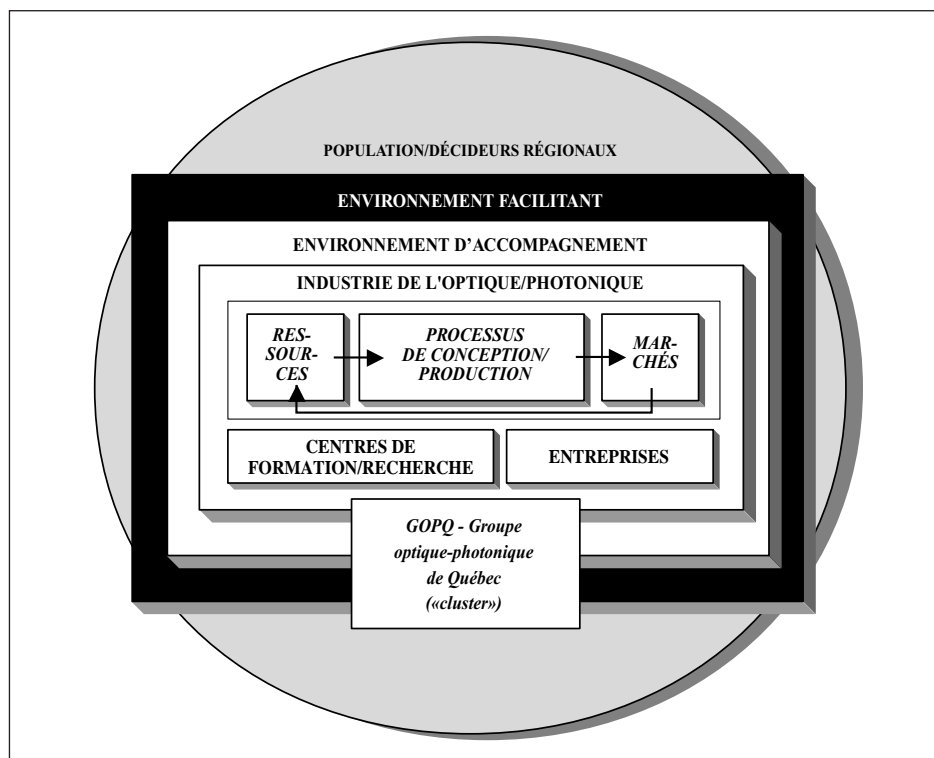 POPULATION/DÉCIDEURS RÉGIONAUX
ENVIRONNEMENT FACILITANT
ENVIRONNEMENT D’ACCOMPAGNEMENT
INDUSTRIE DE L'OPTIQUE/PHOTONIQUE
RES-
SOUR-
CES
PROCESSUS
DE CONCEPTION/
PRODUCTION
MAR-
CHÉS
CENTRES DE
FORMATION/RECHERCHE
ENTREPRISES
GOPQ - Groupe
optique-photonique
de Québec
(«cluster»)